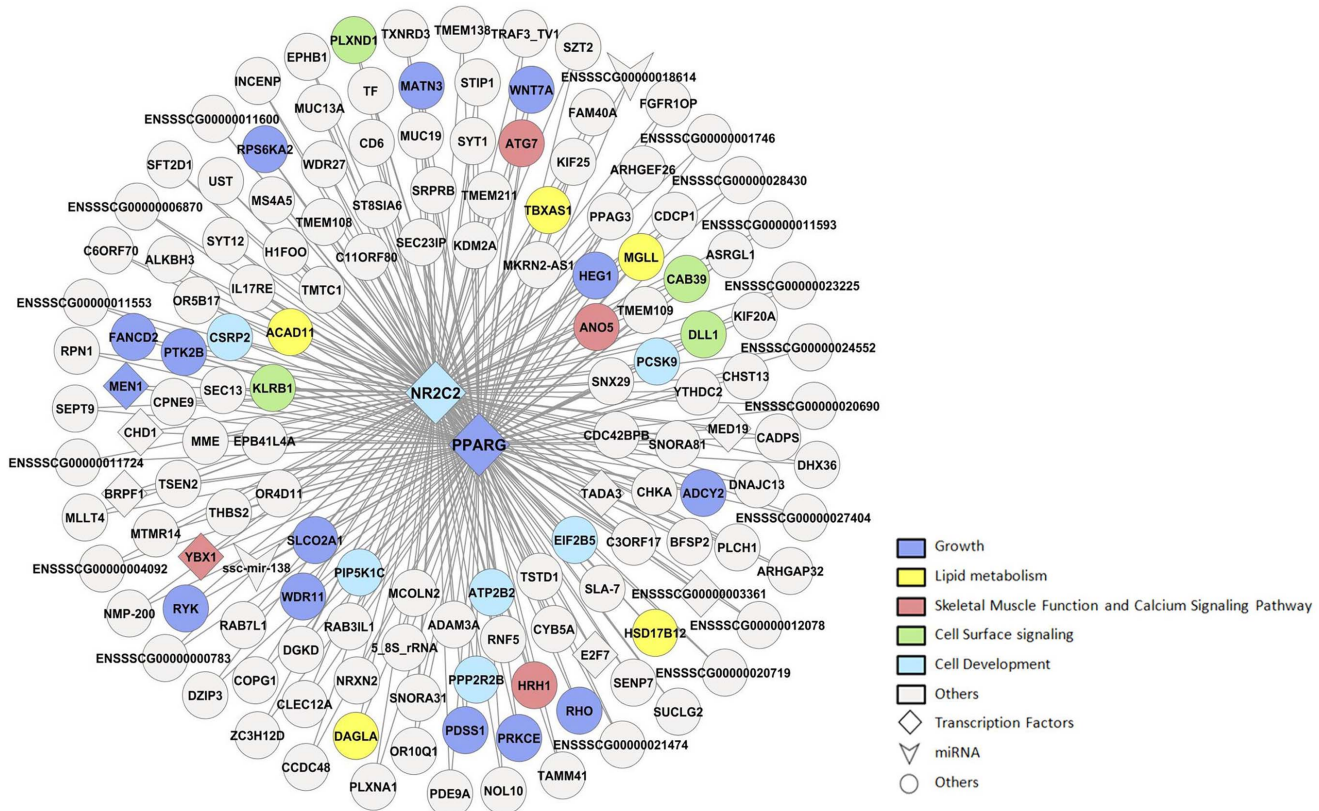 PLXND1
TXNRD3
TMEM138
TRAF3_TV1
SZT2
EPHB1
ENSSSCG00000018614
INCENP
TF
MATN3
STIP1
WNT7A
FGFR1OP
MUC13A
FAM40A
ENSSSCG00000011600
ENSSSCG00000001746
RPS6KA2
CD6
MUC19
SYT1
ATG7
SFT2D1
WDR27
KIF25
ARHGEF26
ENSSSCG00000028430
UST
MS4A5
ST8SIA6
SRPRB
TMEM211
ENSSSCG00000006870
TMEM108
TBXAS1
PPAG3
CDCP1
ENSSSCG00000011593
C6ORF70
SYT12
H1FOO
C11ORF80
SEC23IP
KDM2A
ALKBH3
MKRN2-AS1
HEG1
MGLL
CAB39
ASRGL1
IL17RE
TMTC1
ENSSSCG00000023225
ENSSSCG00000011553
OR5B17
TMEM109
KIF20A
FANCD2
PTK2B
CSRP2
ACAD11
ANO5
DLL1
ENSSSCG00000024552
RPN1
PCSK9
MEN1
SEC13
KLRB1
NR2C2
SNX29
YTHDC2
CHST13
SEPT9
CPNE9
ENSSSCG00000020690
CHD1
MME
EPB41L4A
PPARG
CDC42BPB
SNORA81
MED19
CADPS
ENSSSCG00000011724
DHX36
BRPF1
TSEN2
OR4D11
TADA3
CHKA
ADCY2
DNAJC13
MLLT4
THBS2
ENSSSCG00000027404
MTMR14
SLCO2A1
EIF2B5
C3ORF17
BFSP2
PLCH1
YBX1
ssc-mir-138
PIP5K1C
ENSSSCG00000004092
ARHGAP32
MCOLN2
ATP2B2
TSTD1
SLA-7
ENSSSCG00000003361
NMP-200
RYK
WDR11
ENSSSCG00000012078
RAB7L1
RAB3IL1
ADAM3A
RNF5
CYB5A
HSD17B12
ENSSSCG00000000783
DGKD
5_8S_rRNA
E2F7
ENSSSCG00000020719
DZIP3
COPG1
NRXN2
PPP2R2B
HRH1
SENP7
CLEC12A
SNORA31
RHO
SUCLG2
ZC3H12D
DAGLA
PDSS1
PRKCE
ENSSSCG00000021474
CCDC48
OR10Q1
TAMM41
PLXNA1
PDE9A
NOL10
Growth
Lipid metabolism
Skeletal Muscle Function and Calcium Signaling Pathway
Cell Surface signaling
Cell Development
Others
Transcription Factors
miRNA
Others